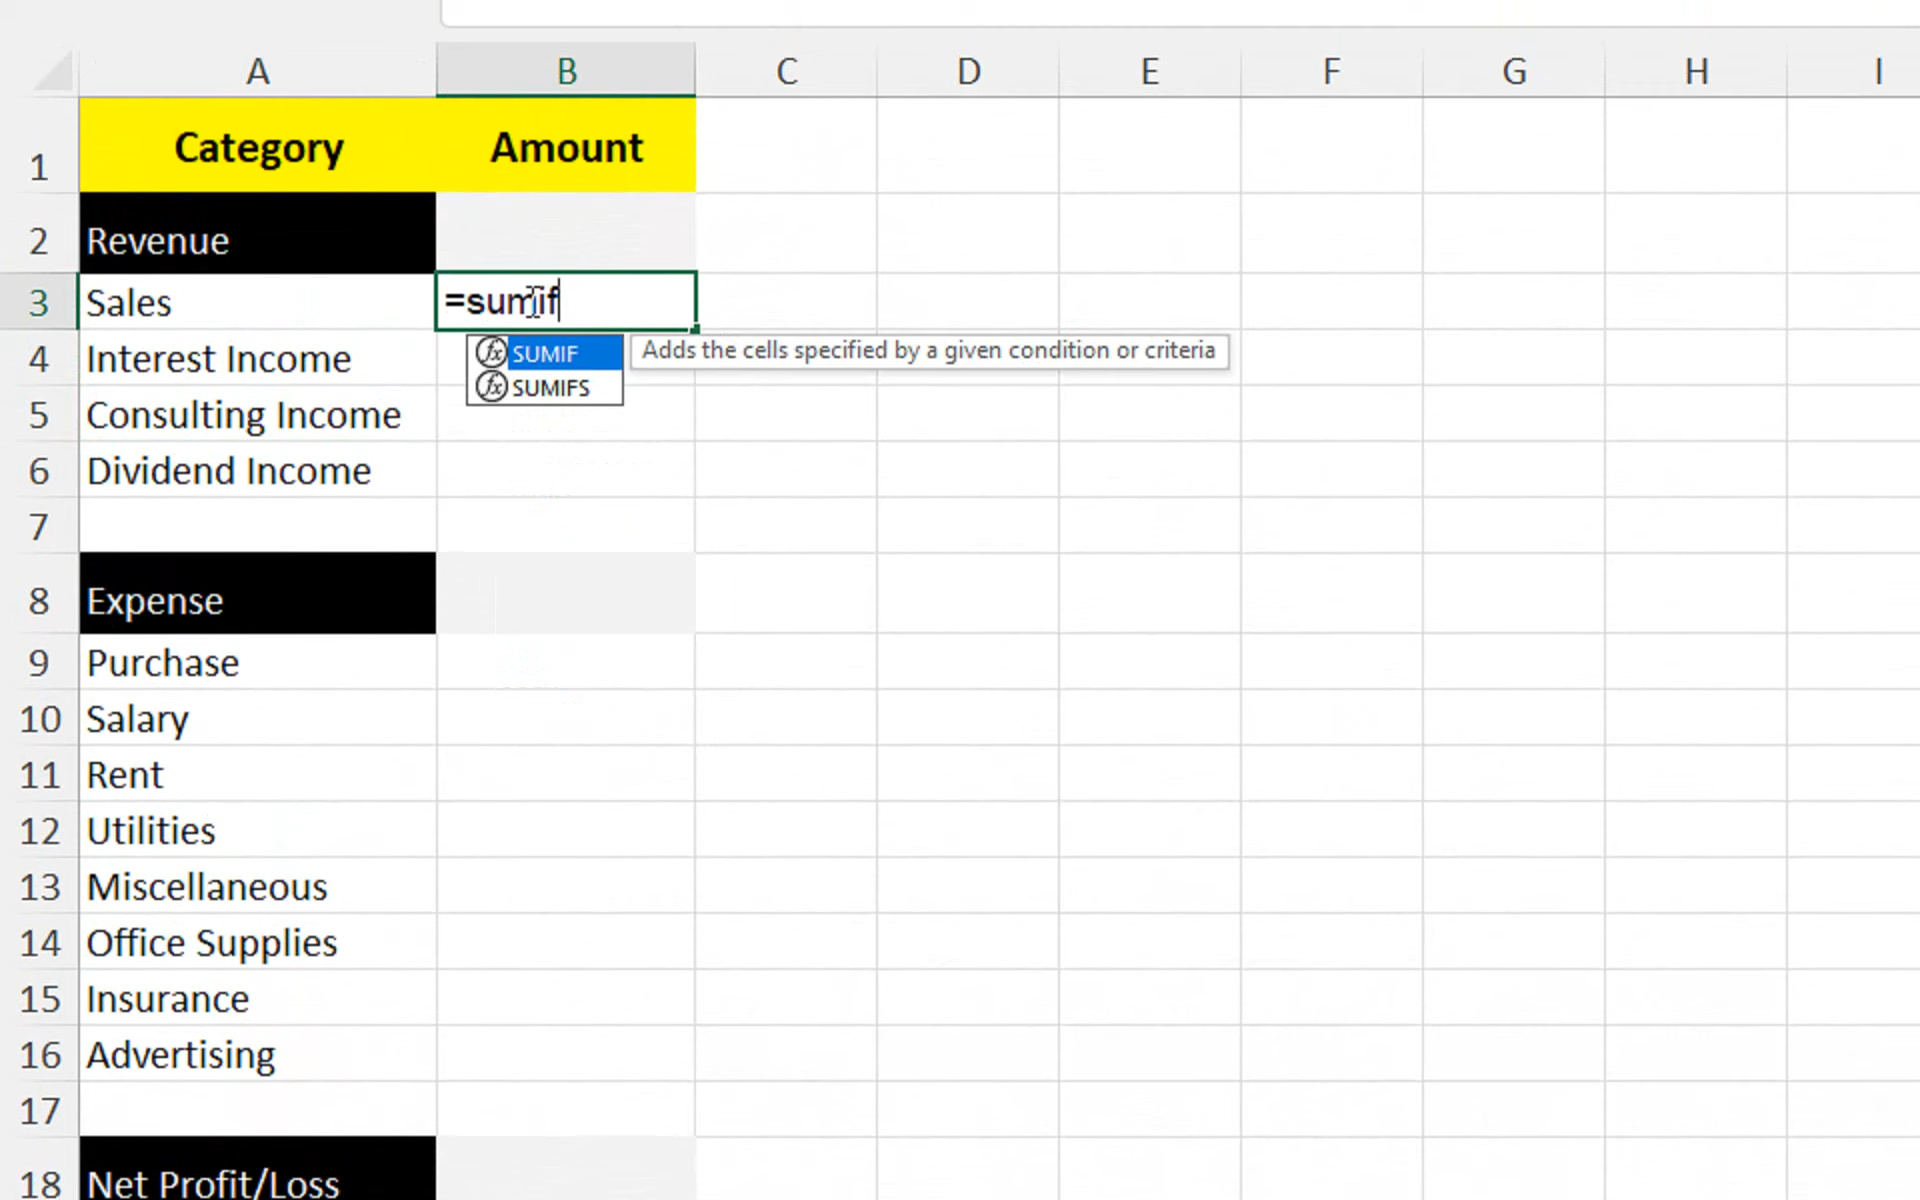 A B C D E F G H I
1 Category Amount
2 Revenue
3 Sales =sumif
4 Interest Income fx SUMIF Adds the cells specified by a given condition or criteria
fx SUMIFS
5 Consulting Income
6 Dividend Income
7
8 Expense
9 Purchase
10 Salary
11 Rent
12 Utilities
13 Miscellaneous
14 Office Supplies
15 Insurance
16 Advertising
17
18 Net Profit/Loss